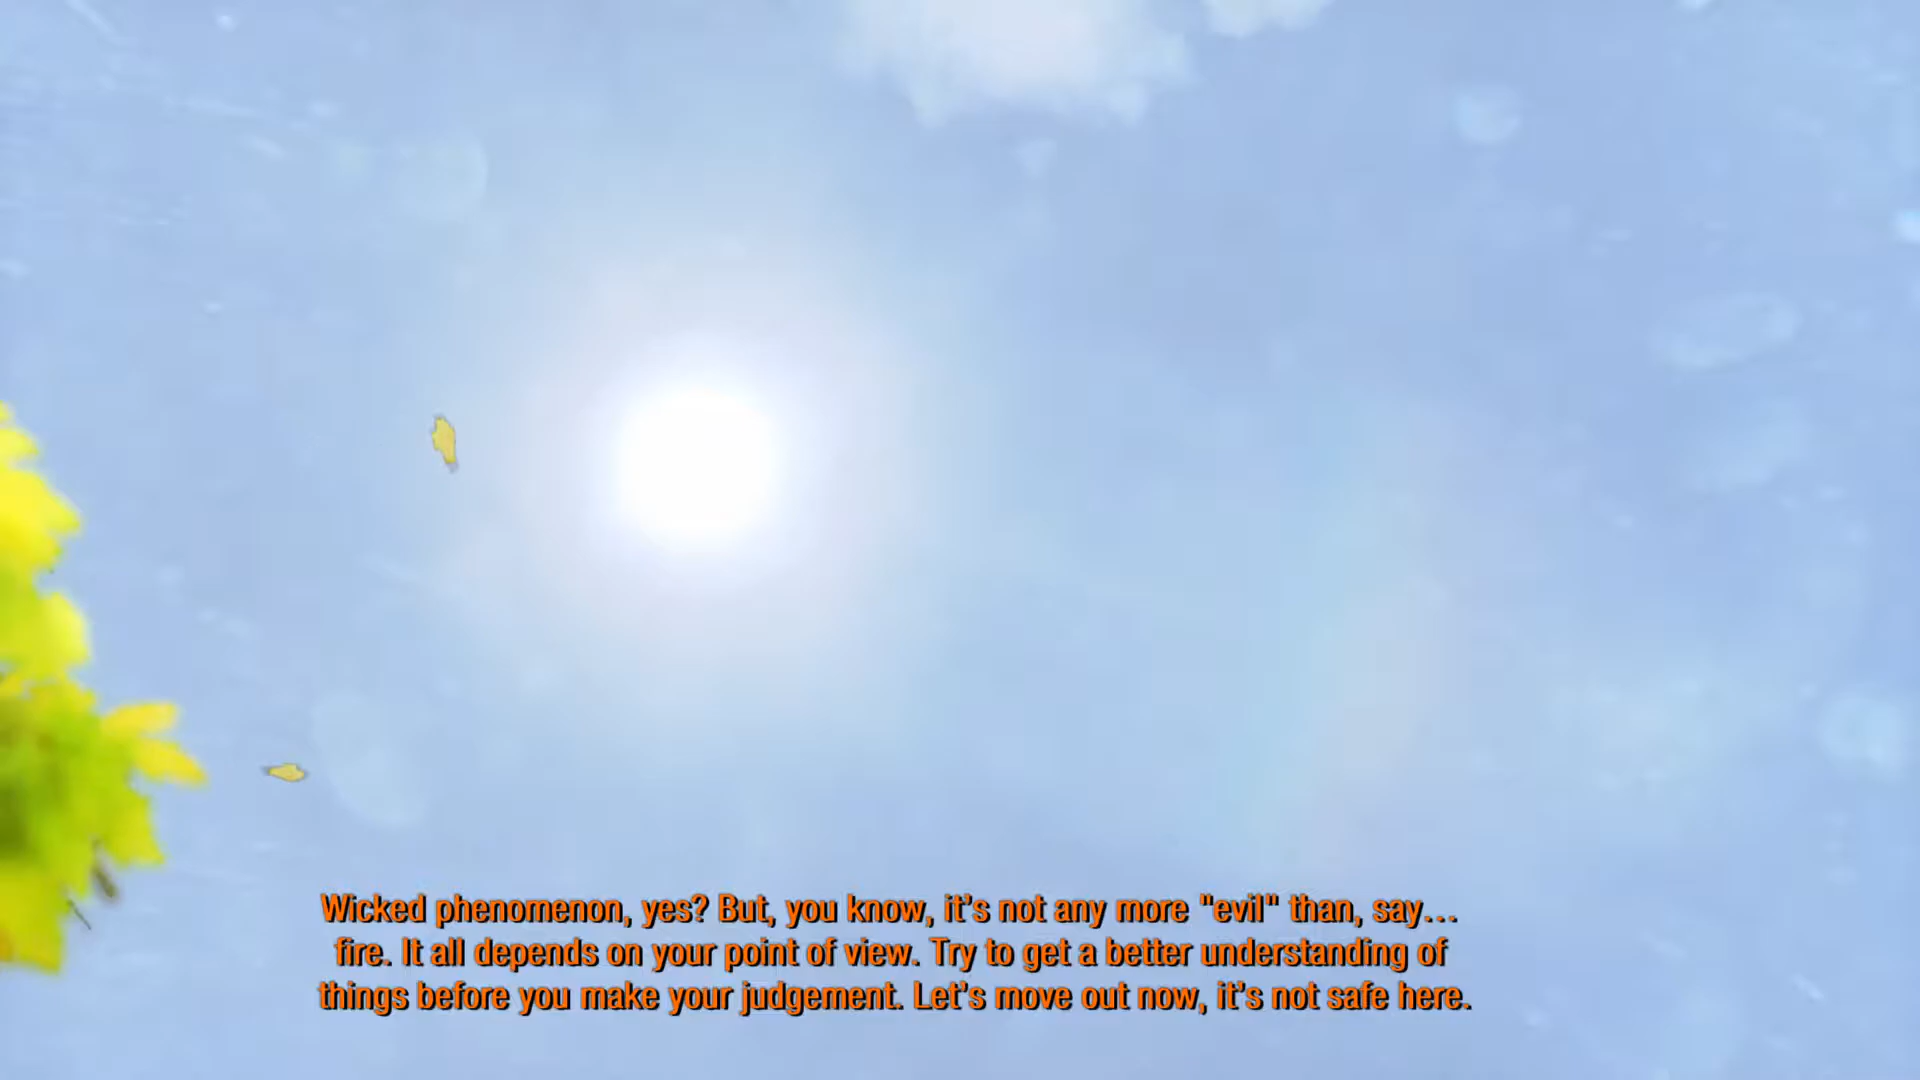 Wicked phenomenon, yes? But, you know, it's not any more "evil" than, say…
fire. It all depends on your point of view. Try to get a better understanding of
things before you make your judgement. Let's move out now, it's not safe here.